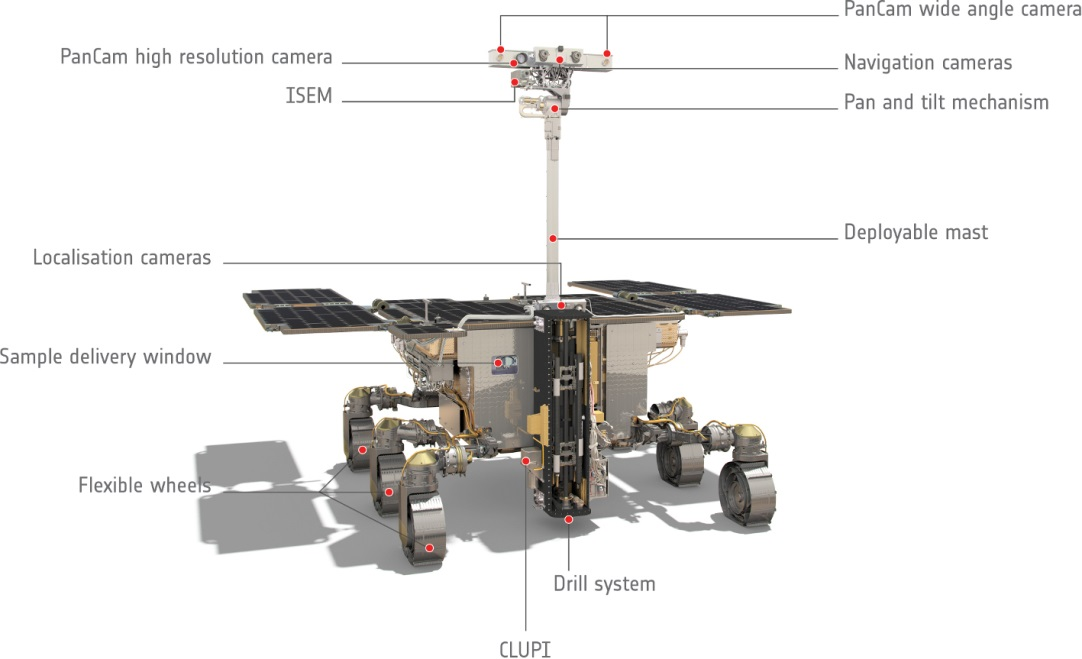 PanCam wide angle camera
PanCam high resolution camera
Navigation cameras
ISEM
Pan and tilt mechanism
Deployable mast
Localisation cameras
Sample delivery window
Flexible wheels
Drill system
CLUPI